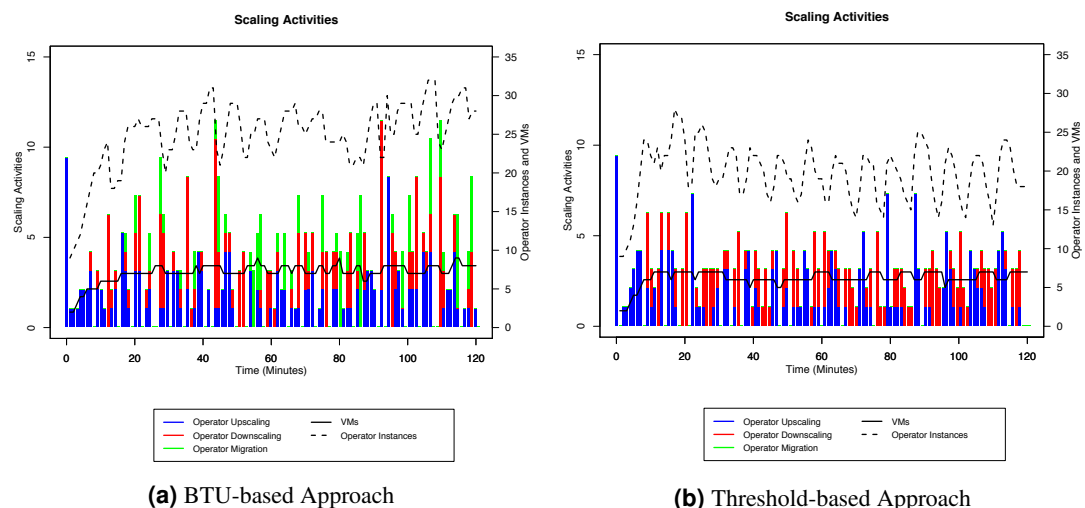 Scaling Activities
15
10
5
0
Scaling Activities
35
30
25
20
15
10
5
0
Operator Instances and VMs
0 20 40 60 80 100 120
Time (Minutes)
Operator Upscaling
Operator Downscaling
Operator Migration
VMs
Operator Instances
(a) BTU-based Approach
Scaling Activities
15
10
5
0
Scaling Activities
35
30
25
20
15
10
5
0
Operator Instances and VMs
0 20 40 60 80 100 120
Time (Minutes)
Operator Upscaling
Operator Downscaling
Operator Migration
VMs
Operator Instances
(b) Threshold-based Approach